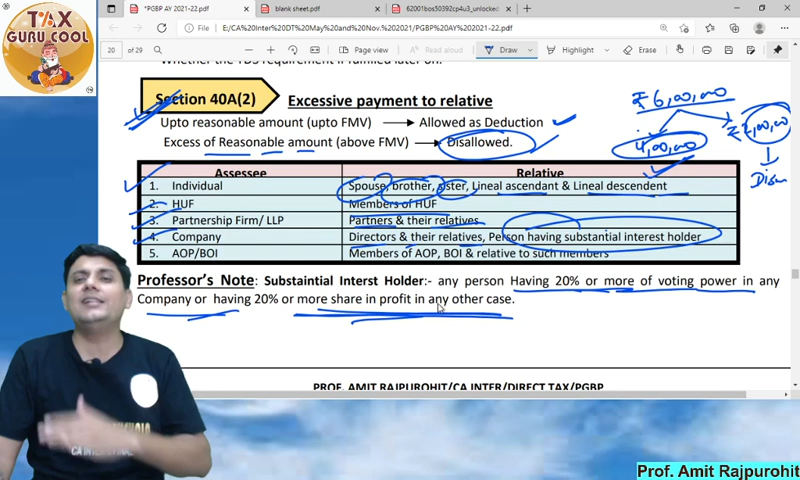 TAX
GURU COOL
*PGBP AY 2021-22.pdf
blank sheet.pdf
62001bos50392cp4u3_unlocked
E:/CA%20Inter%20DT%20May%20and%20Nov.%202021/PGBP%20AY%202021-22.pdf
20 of 29
Page view
Read aloud
Draw
Highlight
Erase
Section 40A(2)
Excessive payment to relative
Upto reasonable amount (upto FMV) → Allowed as Deduction
Excess of Reasonable amount (above FMV) → Disallowed.
₹ 6,00,000
4,00,000
₹ 2,00,000
Assessee Relative
1. Individual Spouse, brother, sister, Lineal ascendant & Lineal descendent
2. HUF Members of HUF
3. Partnership Firm/ LLP Partners & their relatives
4. Company Directors & their relatives, Person having substantial interest holder
5. AOP/BOI Members of AOP, BOI & relative to such members
Professor's Note: Substaintial Interst Holder:- any person Having 20% or more of voting power in any
Company or having 20% or more share in profit in any other case.
PROF. AMIT RAJPUROHIT/CA INTER/DIRECT TAX/PGBP
Prof. Amit Rajpurohit